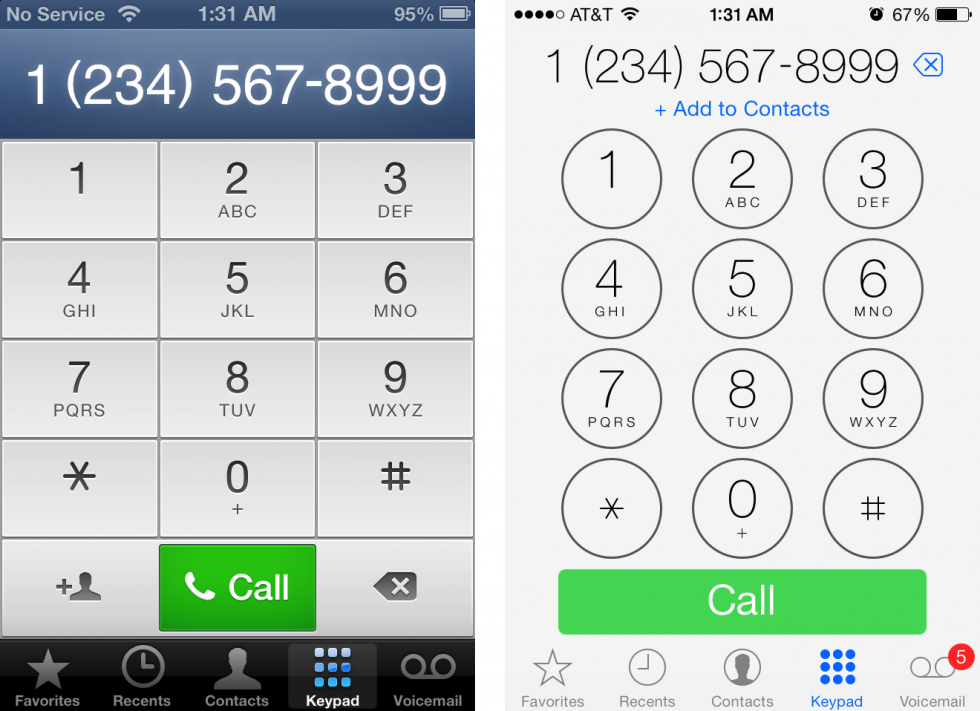 No Service 1:31 AM 95%
1 (234) 567-8999
1 2 3
ABC DEF
4 5 6
GHI JKL MNO
7 8 9
PQRS TUV WXYZ
* 0 #
+
+ Call
Favorites Recents Contacts Keypad Voicemail
AT&T 1:31 AM 67%
1 (234) 567-8999
+ Add to Contacts
1 2 3
ABC DEF
4 5 6
GHI JKL MNO
7 8 9
PQRS TUV WXYZ
* 0 #
+
Call
5
Favorites Recents Contacts Keypad Voicemail